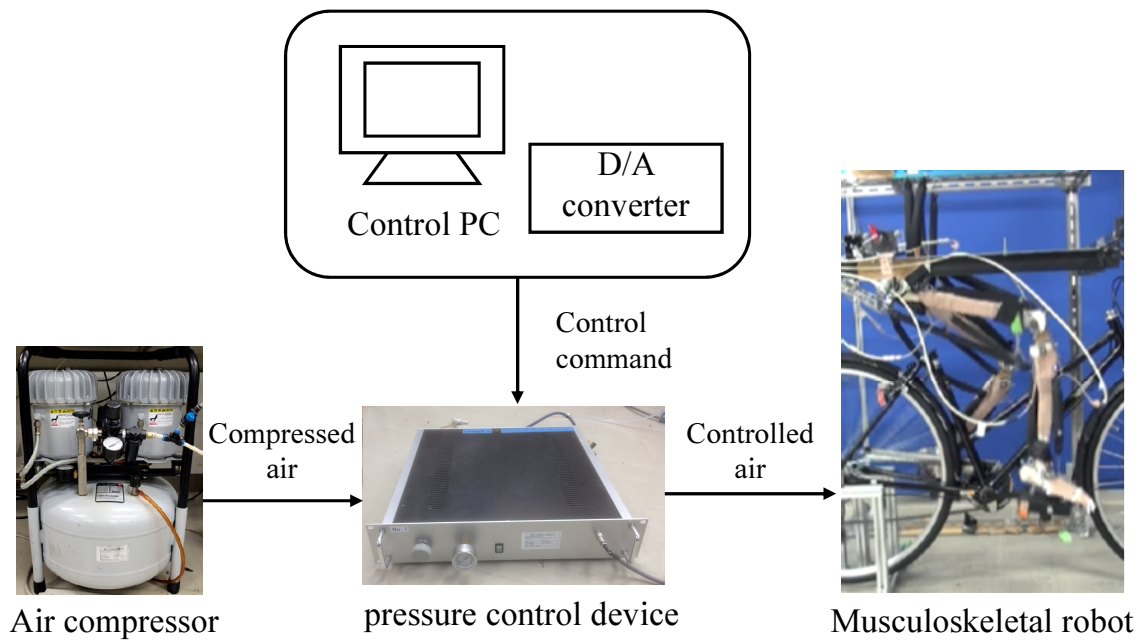 D/A
converter
Control PC
Control
command
Compressed
air
Controlled
air
Air compressor
pressure control device
Musculoskeletal robot